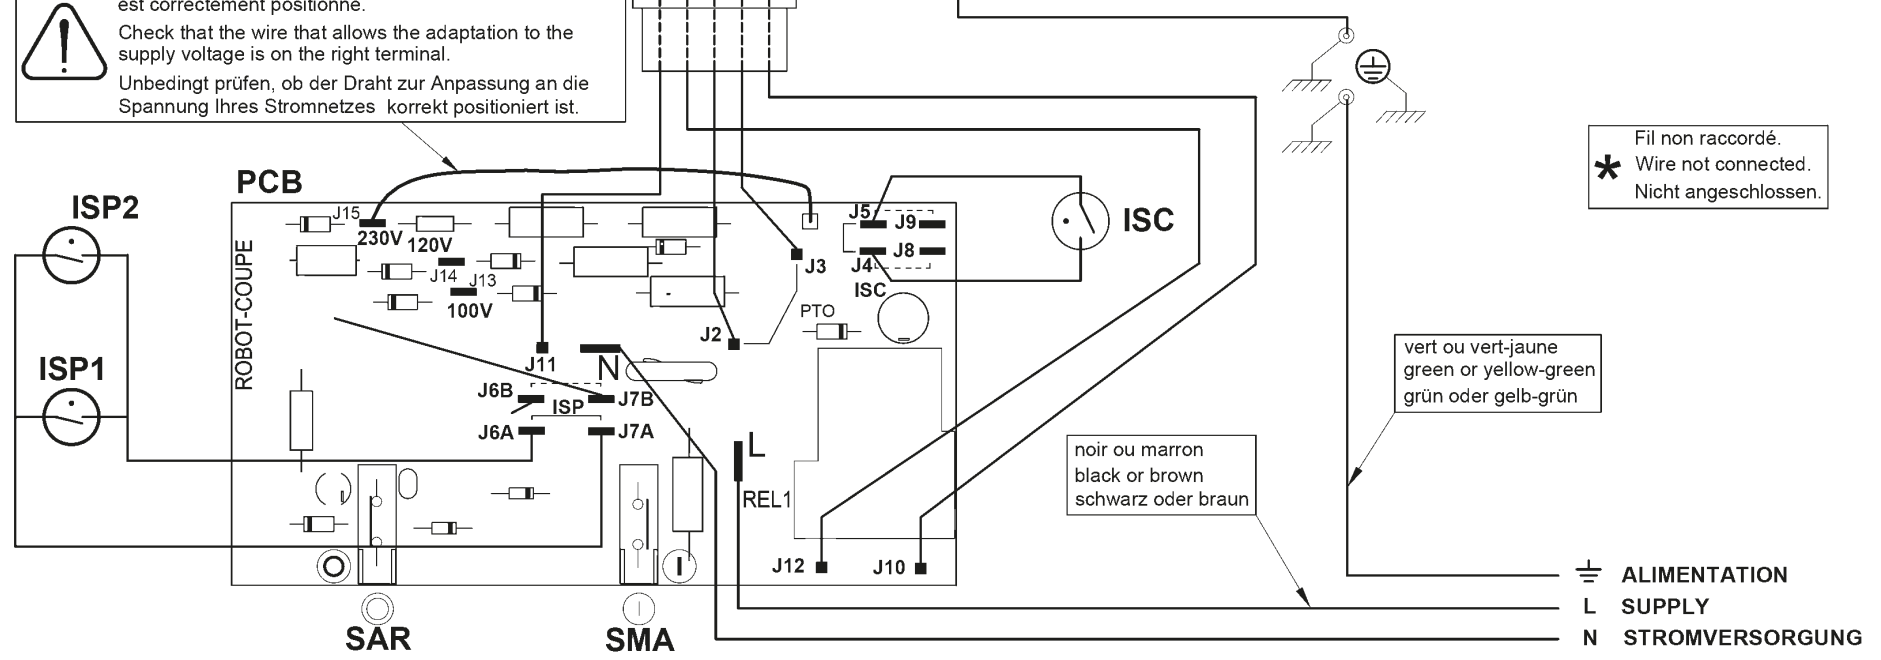 est correctement positionné.
Check that the wire that allows the adaptation to the
supply voltage is on the right terminal.
Unbedingt prüfen, ob der Draht zur Anpassung an die
Spannung Ihres Stromnetzes korrekt positioniert ist.
Fil non raccordé.
* Wire not connected.
Nicht angeschlossen.
PCB
ISP2
J15
230V
120V
J14
J13
100V
ROBOT-COUPE
J3
J5
J9
J4
J8
ISC
ISC
PTO
J2
J11
N
ISP1
J6B
J7B
ISP
J6A
J7A
L
REL1
J12
J10
SAR
SMA
vert ou vert-jaune
green or yellow-green
grün oder gelb-grün
noir ou marron
black or brown
schwarz oder braun
ALIMENTATION
L SUPPLY
N STROMVERSORGUNG